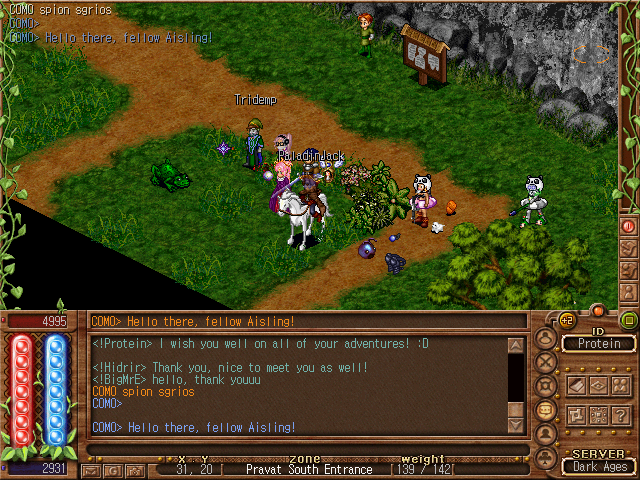 COMO spion sgrios
COMO>
COMO> Hello there, fellow Aisling!
Tridemp
PaladinJack
4995
COMO> Hello there, fellow Aisling!
<!Protein> I wish you well on all of your adventures! :D
<!Hidrir> Thank you, nice to meet you as well!
<!BigMrE> hello, thank youuu
COMO spion sgrios
COMO>
COMO> Hello there, fellow Aisling!
+2
ID
Protein
2931
x y zone weight
31, 20 [ Pravat South Entrance [139 / 142[
SERVER
Dark Ages